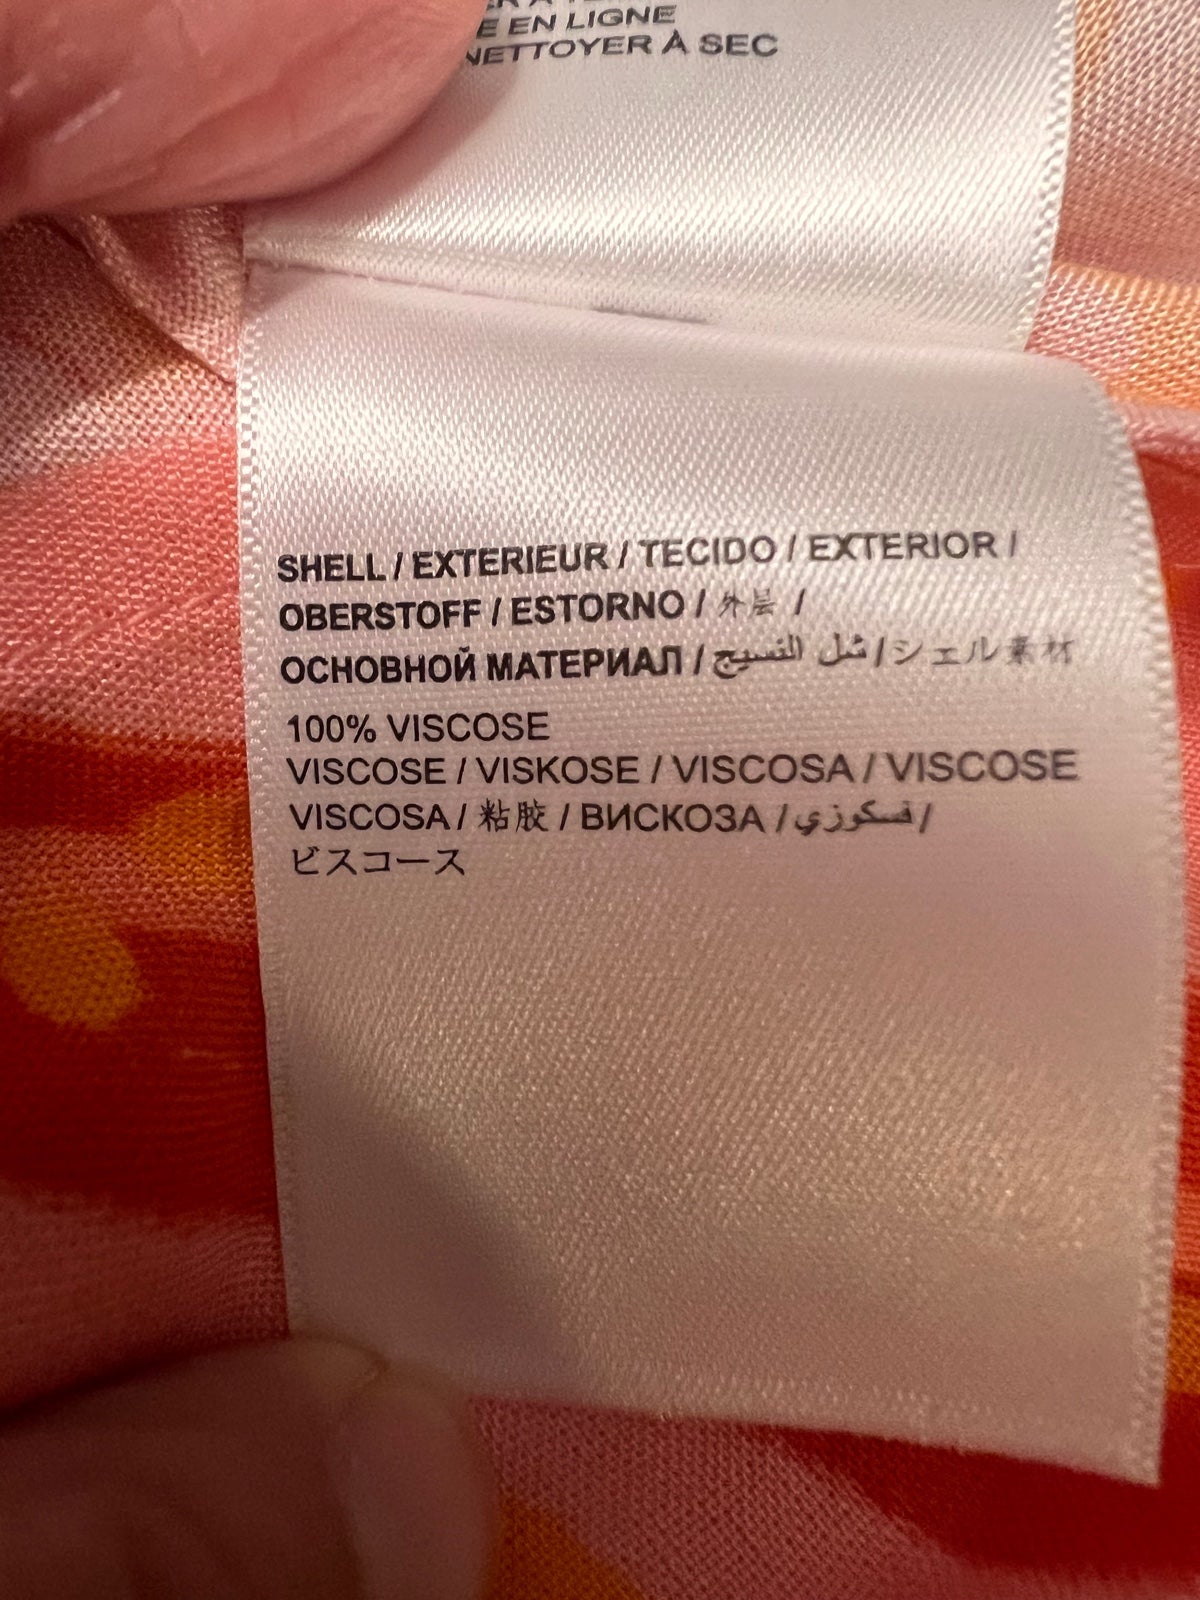 E EN LIGNE
NETTOYER À SEC
SHELL / EXTERIEUR / TECIDO / EXTERIOR /
OBERSTOFF / ESTORNO / 外层 /
ОСНОВНОЙ МАТЕРИАЛ / شل النسيج / シェル素材
100% VISCOSE
VISCOSE / VISKOSE / VISCOSA / VISCOSE
VISCOSA / 粘胶 / ВИСКОЗА / فسكوزي /
ビスコース